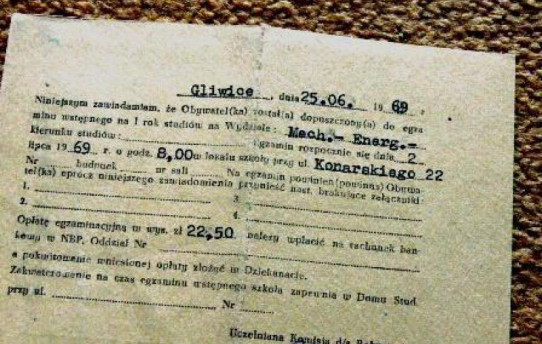 Gliwice, dnia 25.06. 1969 r
Niniejszym zawiadamiam, że Obywatel(ka) został(a) dopuszczony(a) do egza
minu wstępnego na I rok studiów na Wydziale: Mech.- Energ.-
kierunku studiów: Egzamin rozpocznie się dnia 2
lipca 1969 r. o godz. 8,00 w lokalu szkoły przy ul. Konarskiego 22
Nr budynek nr sali Na egzamin powinien(powinna) Obywa-
tel(ka) oprócz niniejszego zawiadomienia przynieść nast. brakujące załączniki:
1. 3.
2. 4.
Opłatę egzaminacyjną w wys. zł 22,50 należy wpłacić na rachunek ban-
kowy w NBP, Oddział Nr
a pokwitowanie wniesionej opłaty złożyć w Dziekanacie.
Zakwaterowanie na czas egzaminu wstępnego szkoła zapewnia w Domu Stud.
przy ul. Nr
Uczelniana Komisja d/s